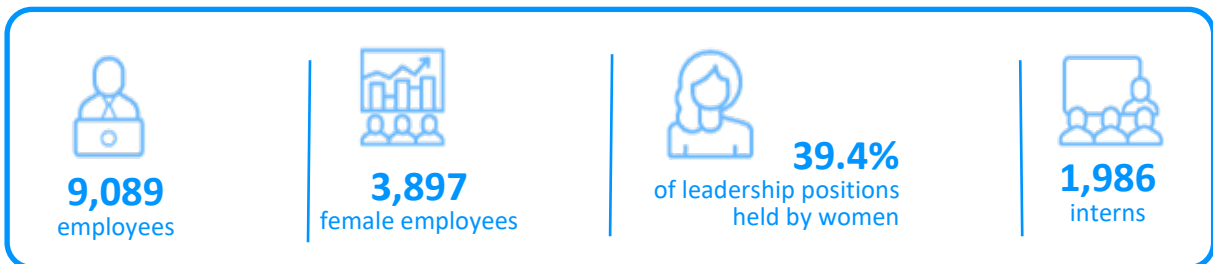 9,089
employees
3,897
female employees
39.4%
of leadership positions
held by women
1,986
interns